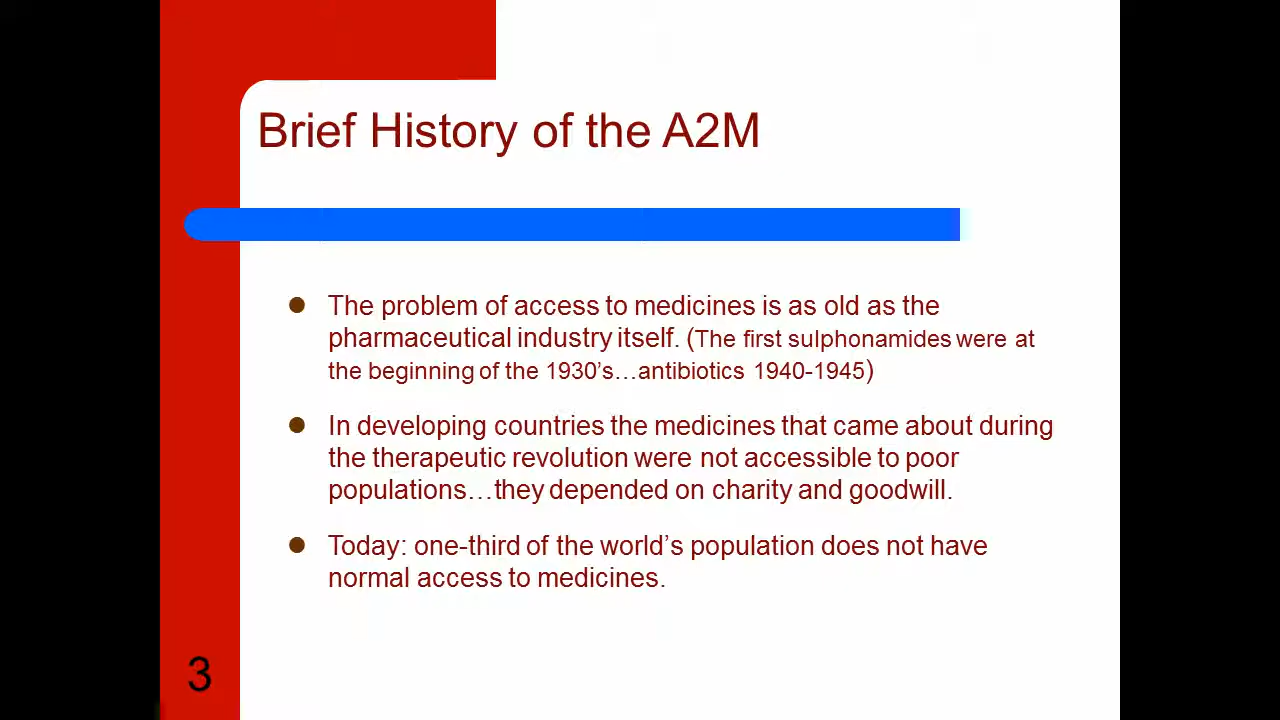 Brief History of the A2M
The problem of access to medicines is as old as the
pharmaceutical industry itself. (The first sulphonamides were at
the beginning of the 1930’s…antibiotics 1940-1945)
In developing countries the medicines that came about during
the therapeutic revolution were not accessible to poor
populations…they depended on charity and goodwill.
Today: one-third of the world’s population does not have
normal access to medicines.
3